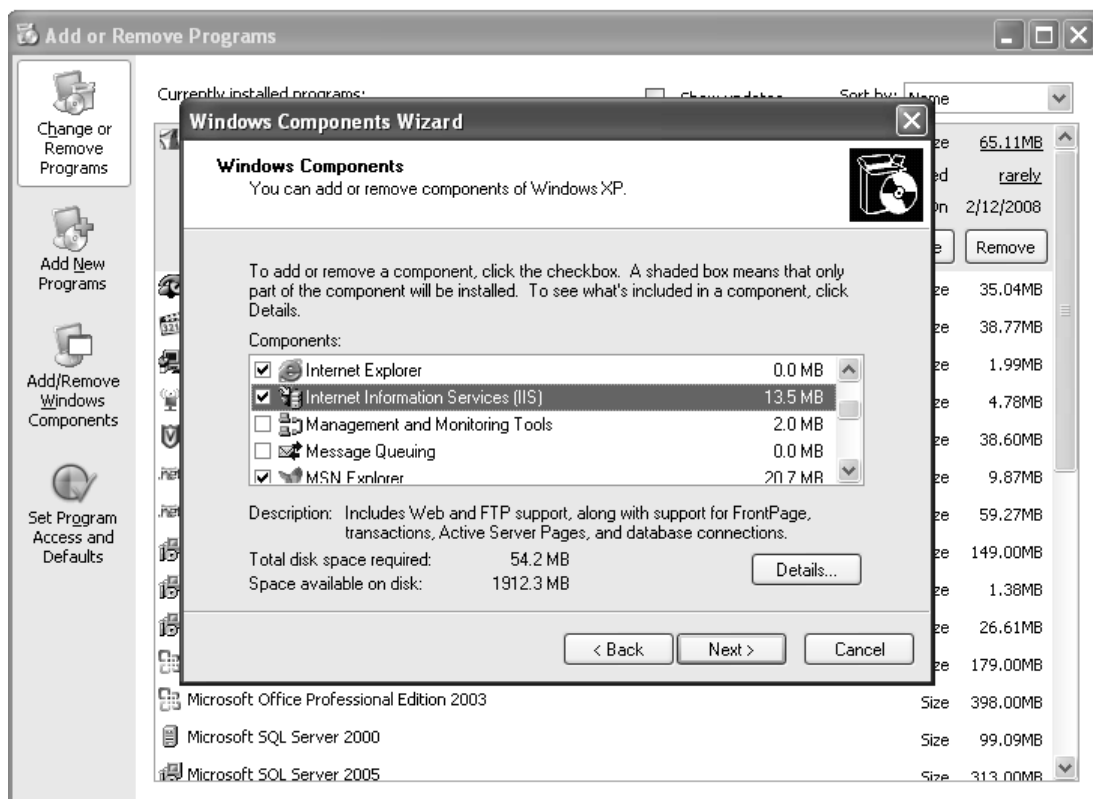 Add or Remove Programs
Change or
Remove
Programs
Add New
Programs
Add/Remove
Windows
Components
Set Program
Access and
Defaults
Currently installed programs:
Show updates
Sort by: Name
Windows Components Wizard
Windows Components
You can add or remove components of Windows XP.
To add or remove a component, click the checkbox. A shaded box means that only
part of the component will be installed. To see what's included in a component, click
Details.
Components:
Internet Explorer 0.0 MB
Internet Information Services (IIS) 13.5 MB
Management and Monitoring Tools 2.0 MB
Message Queuing 0.0 MB
MSN Explorer 20.7 MB
Description: Includes Web and FTP support, along with support for FrontPage,
transactions, Active Server Pages, and database connections.
Total disk space required: 54.2 MB
Space available on disk: 1912.3 MB
Details...
< Back
Next >
Cancel
65.11MB
rarely
2/12/2008
Remove
35.04MB
38.77MB
1.99MB
4.78MB
38.60MB
9.87MB
59.27MB
149.00MB
1.38MB
26.61MB
179.00MB
Microsoft Office Professional Edition 2003 Size 398.00MB
Microsoft SQL Server 2000 Size 99.09MB
Microsoft SQL Server 2005 Size 313.00MB